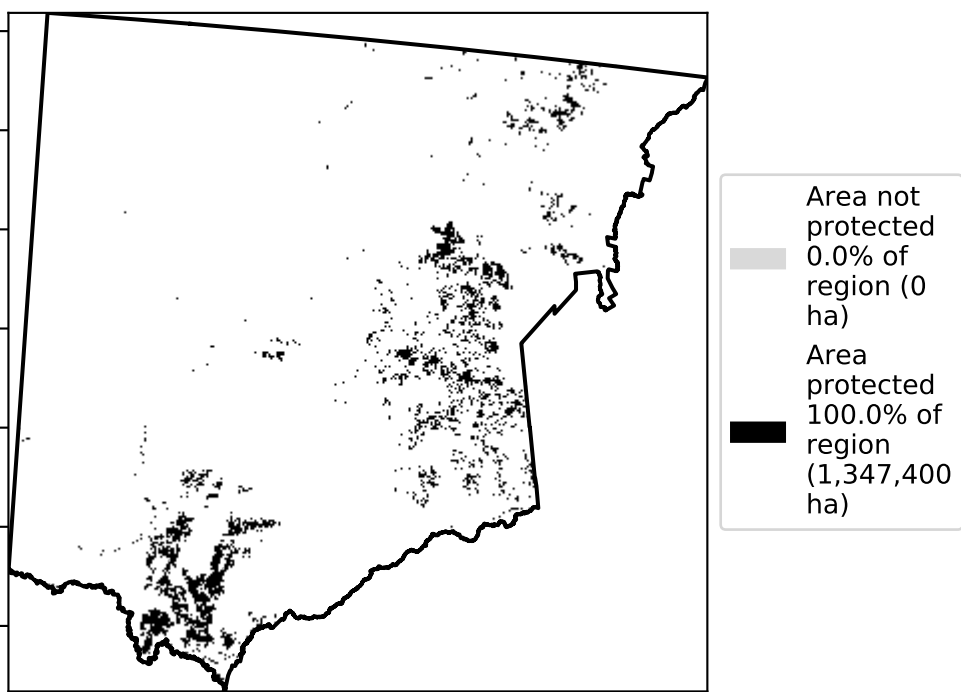 Area not
protected
0.0% of
region (0
ha)
Area
protected
100.0% of
region
(1,347,400
ha)